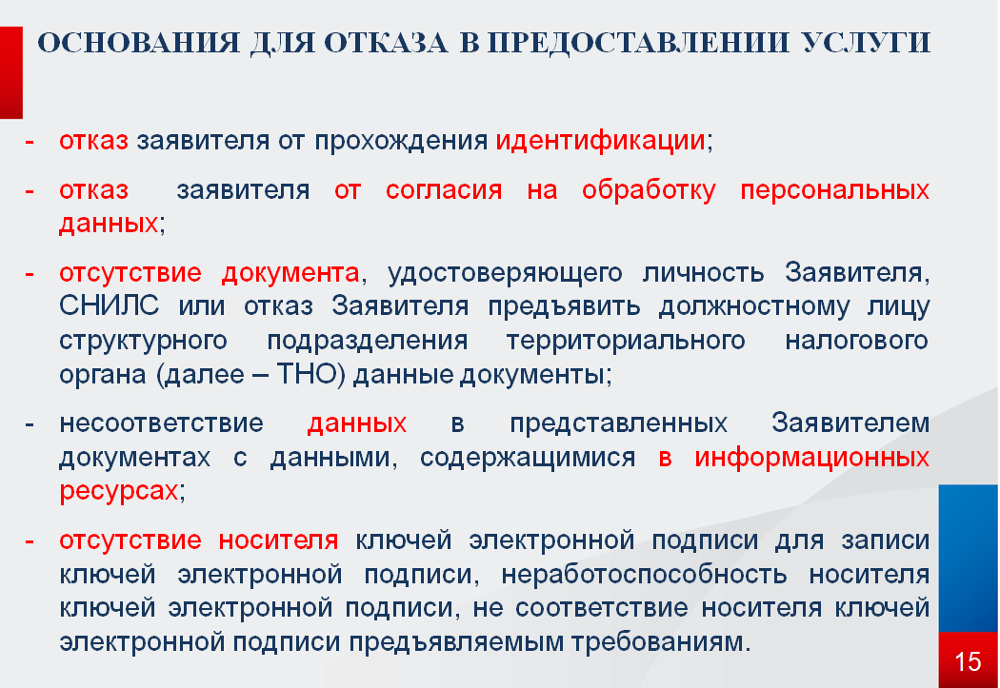 ОСНОВАНИЯ ДЛЯ ОТКАЗА В ПРЕДОСТАВЛЕНИИ УСЛУГИ
- отказ заявителя от прохождения идентификации;
- отказ заявителя от согласия на обработку персональных
данных;
- отсутствие документа, удостоверяющего личность Заявителя,
СНИЛС или отказ Заявителя предъявить должностному лицу
структурного подразделения территориального налогового
органа (далее – ТНО) данные документы;
- несоответствие данных в представленных Заявителем
документах с данными, содержащимися в информационных
ресурсах;
- отсутствие носителя ключей электронной подписи для записи
ключей электронной подписи, неработоспособность носителя
ключей электронной подписи, не соответствие носителя ключей
электронной подписи предъявляемым требованиям.
15